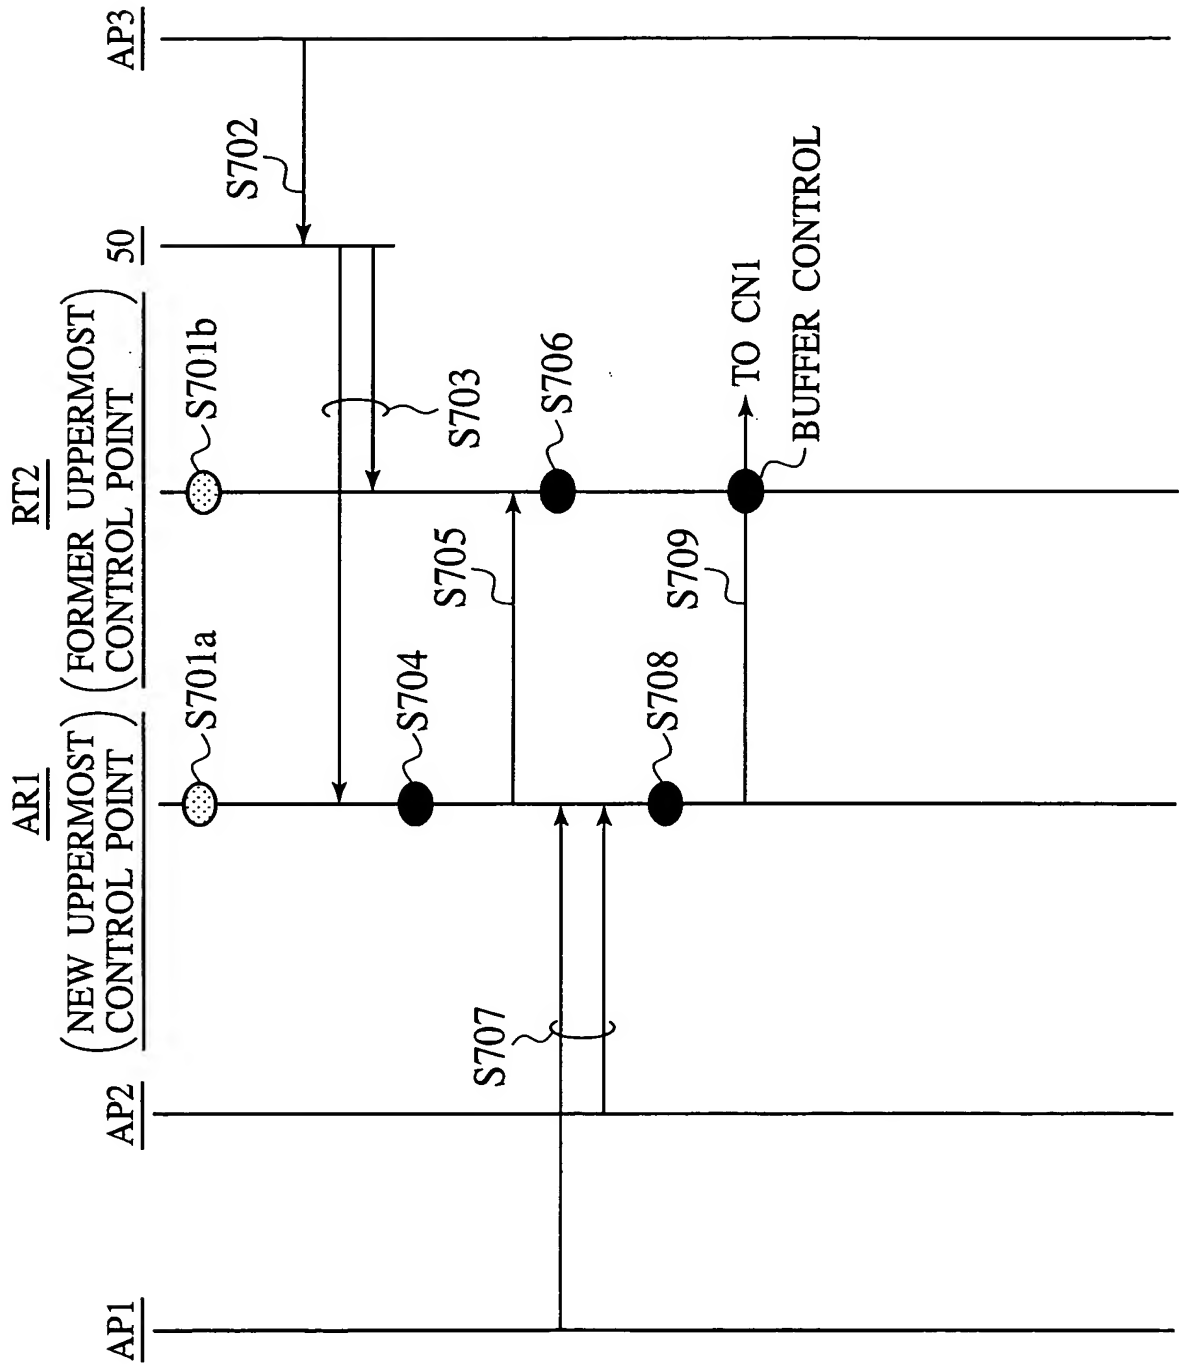 AP1
AP2
AR1
(NEW UPPERMOST
CONTROL POINT)
RT2
(FORMER UPPERMOST
CONTROL POINT)
50
AP3
S701a
S701b
S702
S703
S704
S705
S706
S707
S708
S709
TO CN1
BUFFER CONTROL